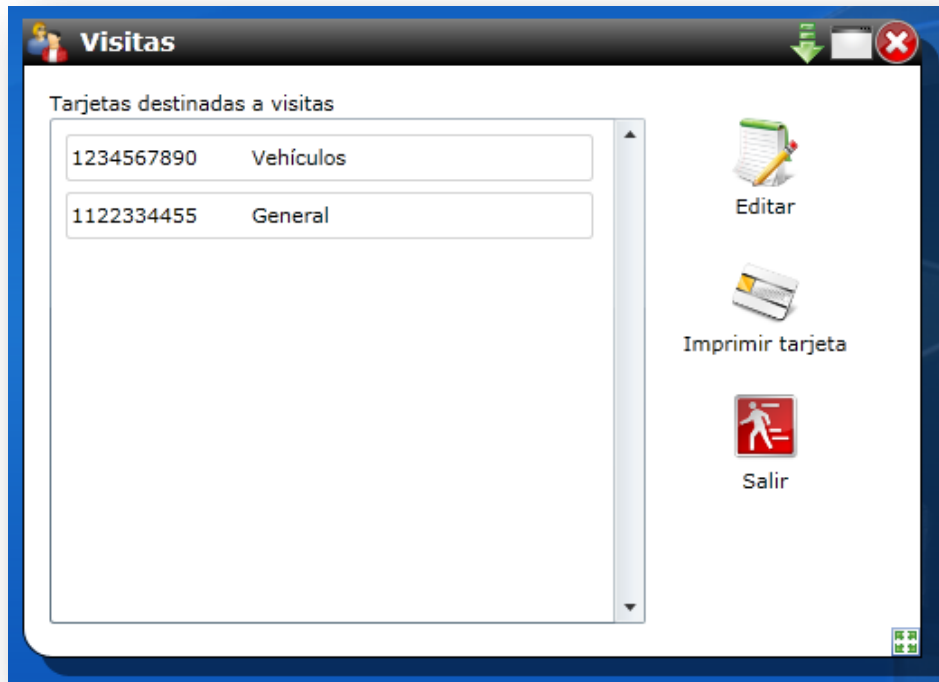 Visitas
Tarjetas destinadas a visitas
1234567890 Vehículos
1122334455 General
Editar
Imprimir tarjeta
Salir